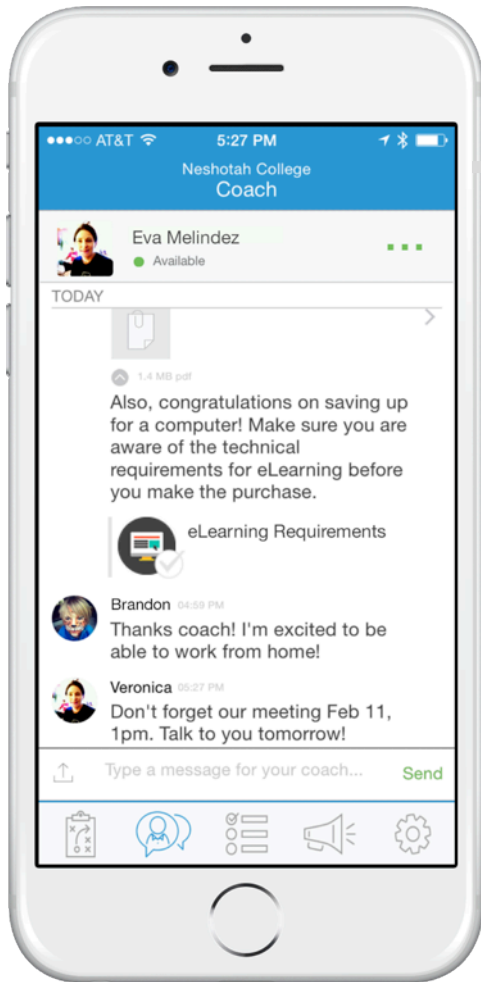 AT&T 5:27 PM
Neshotah College
Coach
Eva Melindez
Available
TODAY
1.4 MB pdf
Also, congratulations on saving up
for a computer! Make sure you are
aware of the technical
requirements for eLearning before
you make the purchase.
eLearning Requirements
Brandon 04:59 PM
Thanks coach! I'm excited to be
able to work from home!
Veronica 05:27 PM
Don't forget our meeting Feb 11,
1pm. Talk to you tomorrow!
Type a message for your coach... Send